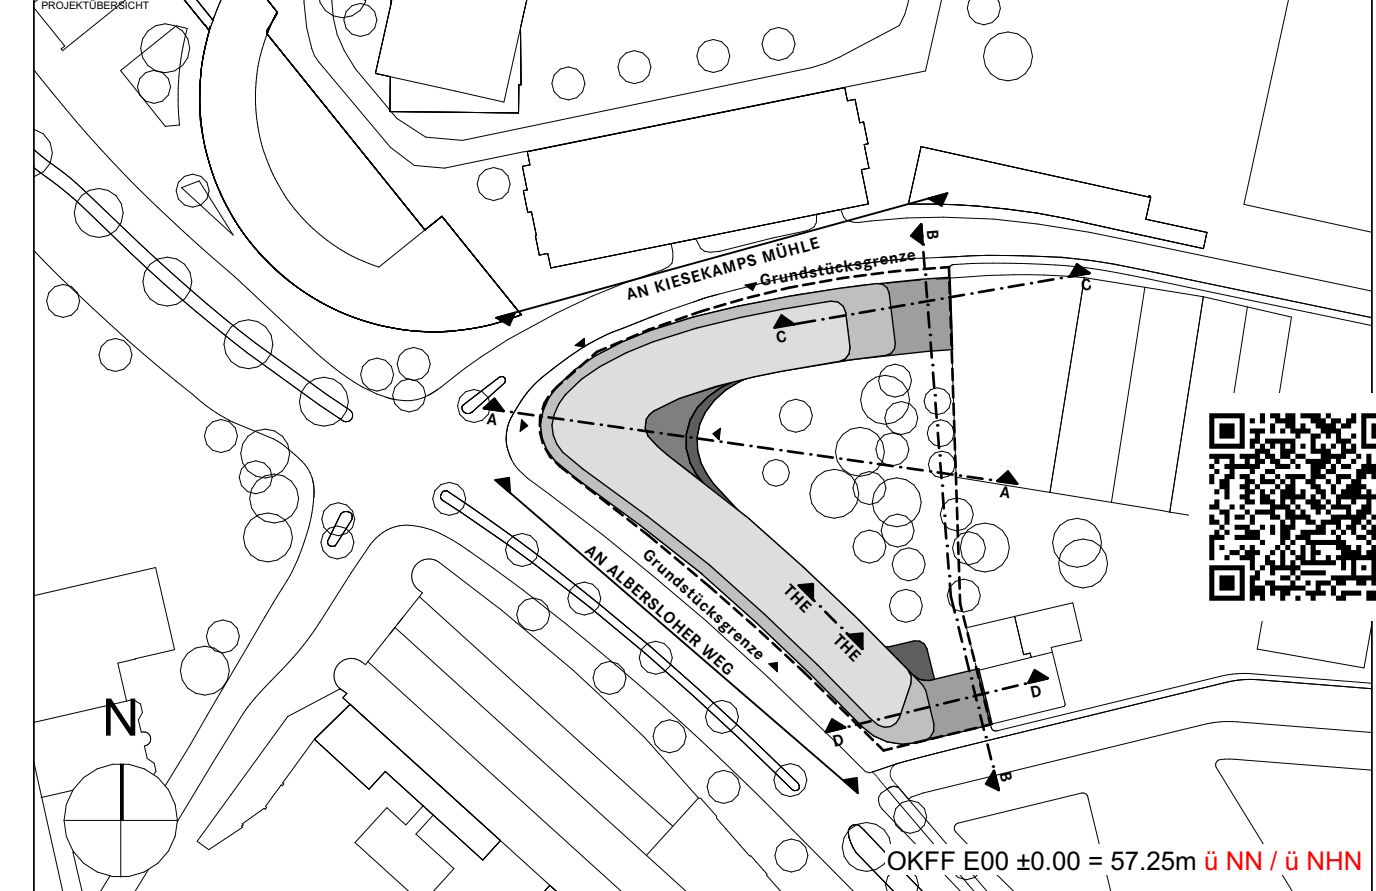 PROJEKTÜBERSICHT
B
AN KIESEKAMPS MÜHLE
Grundstücksgrenze
C
C
A
A
Grundstücksgrenze
AN ALBERSLOHER WEG
THE
THE
D
D
B
N
OKFF E00 ±0.00 = 57.25m ü NN / ü NHN